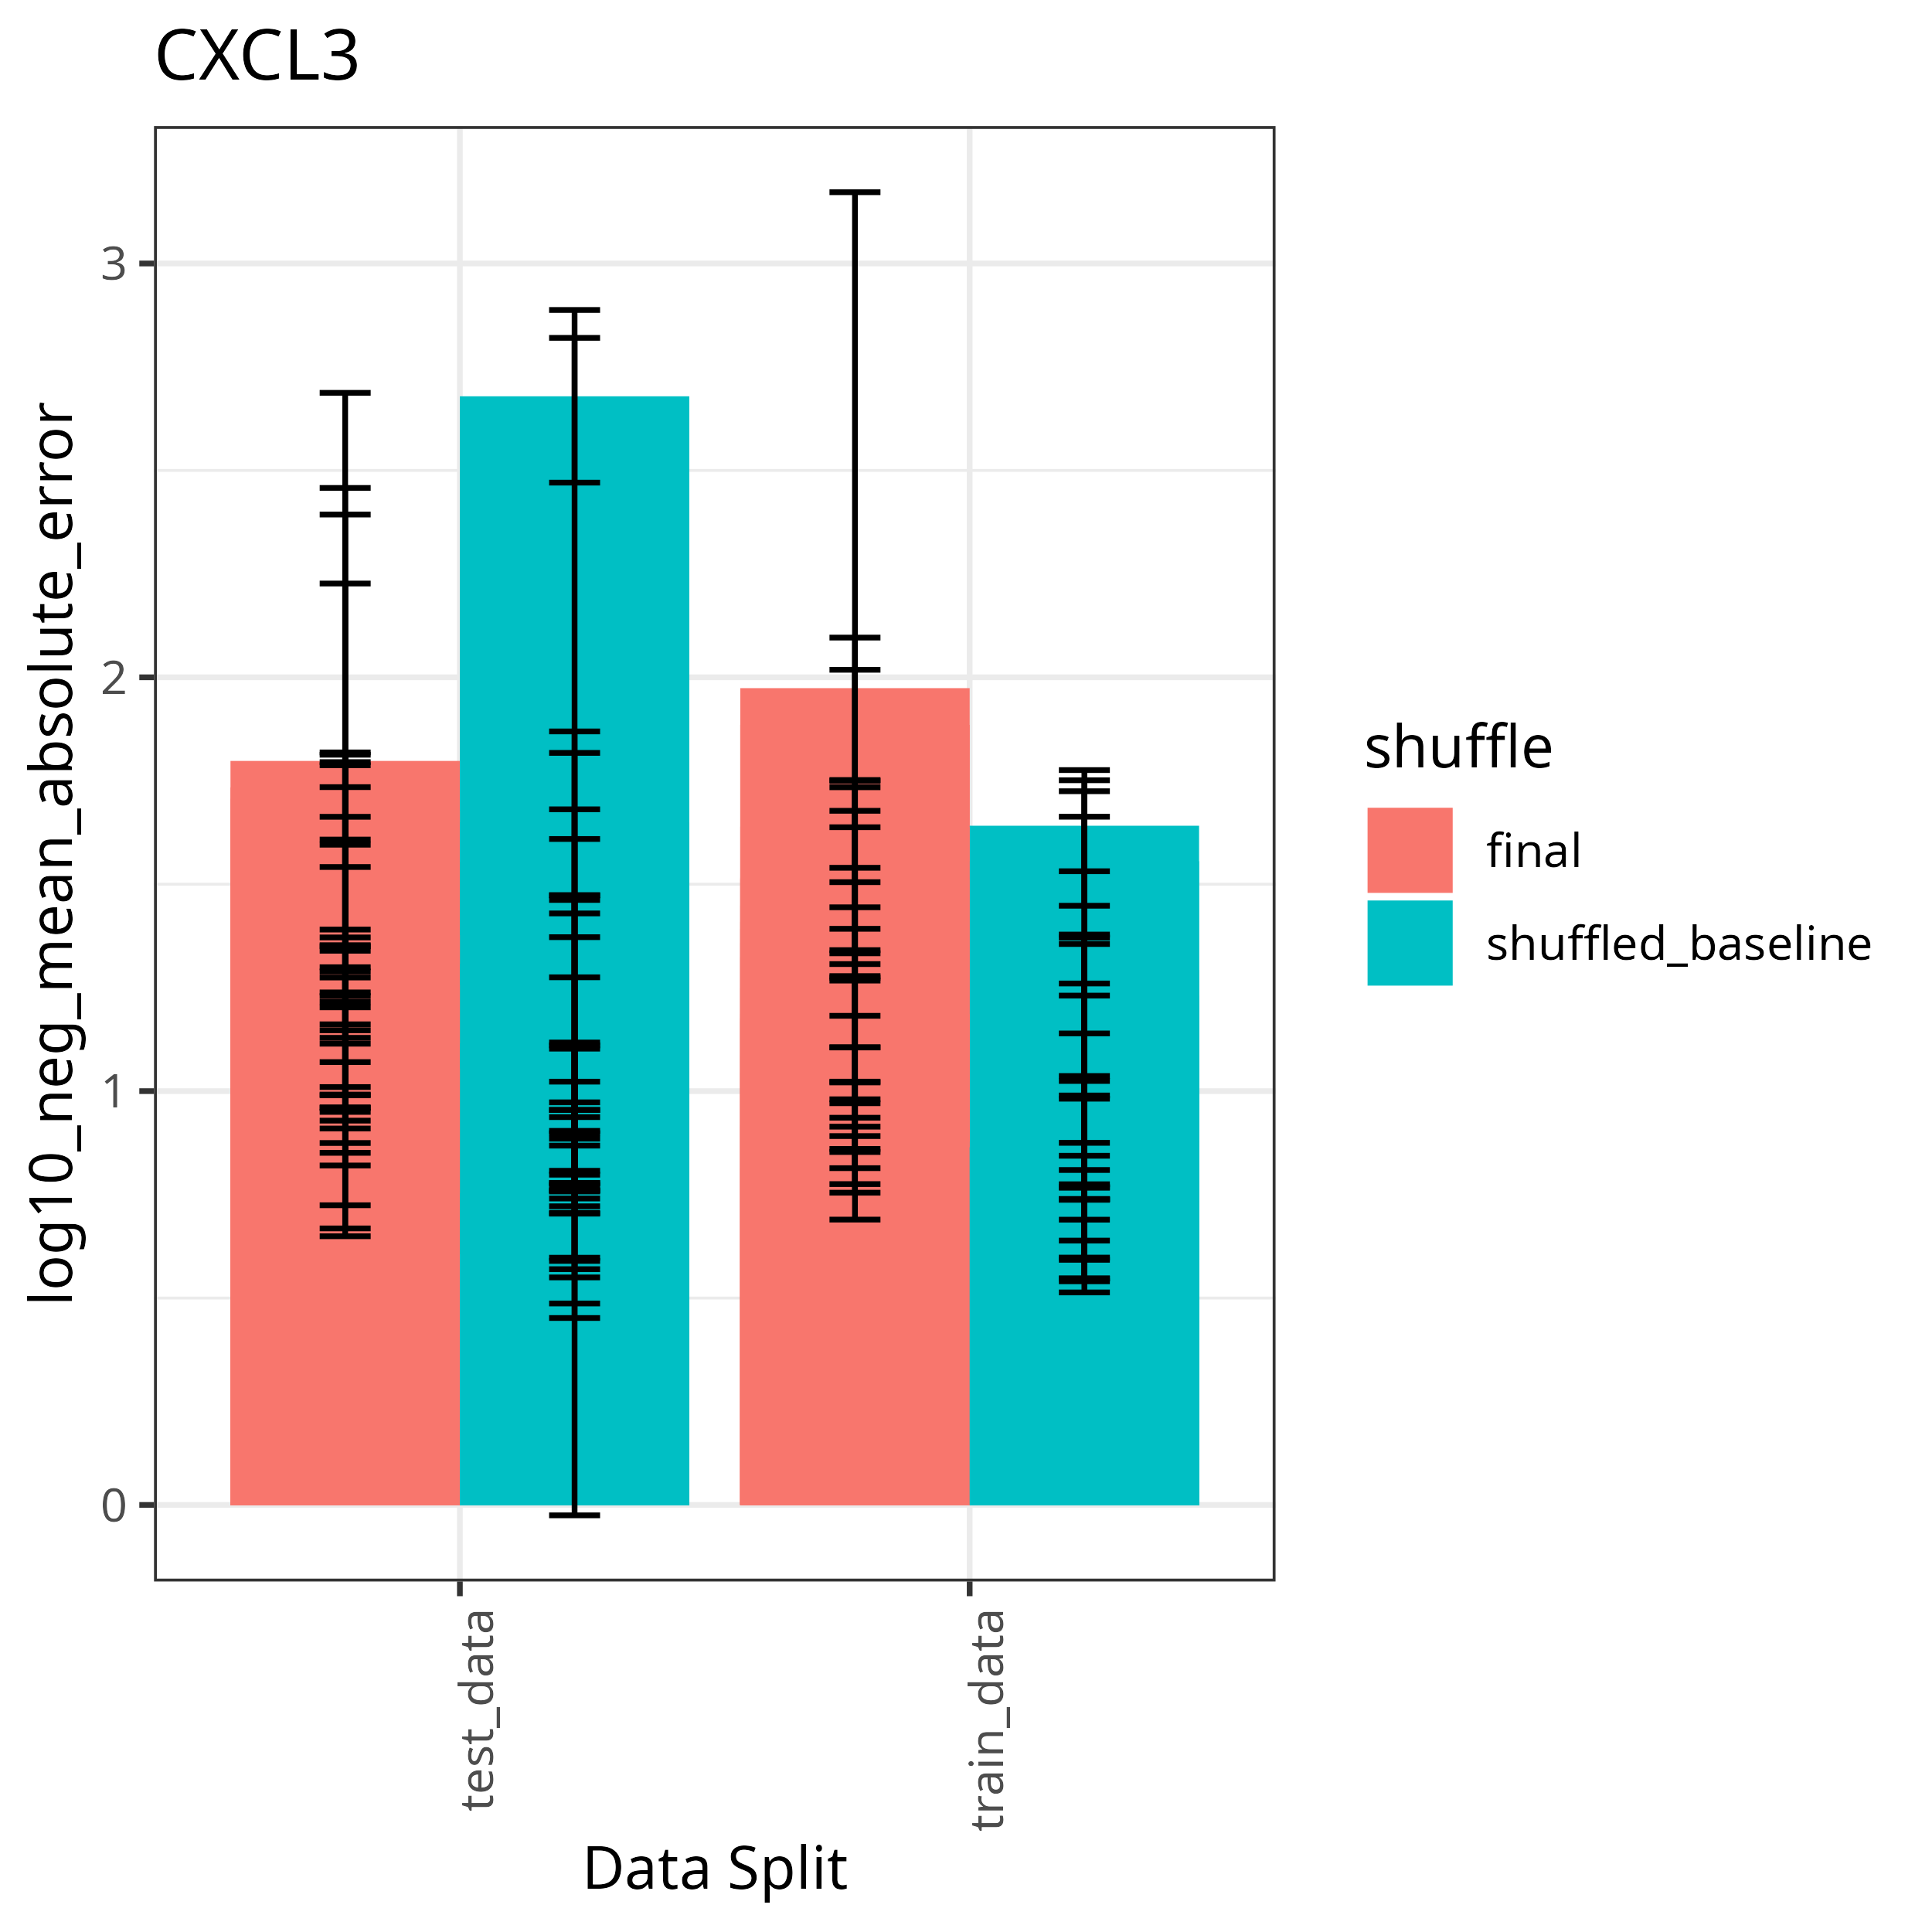 CXCL3
log10_neg_mean_absolute_error
3
2
1
0
test_data
train_data
Data Split
shuffle
final
shuffled_baseline